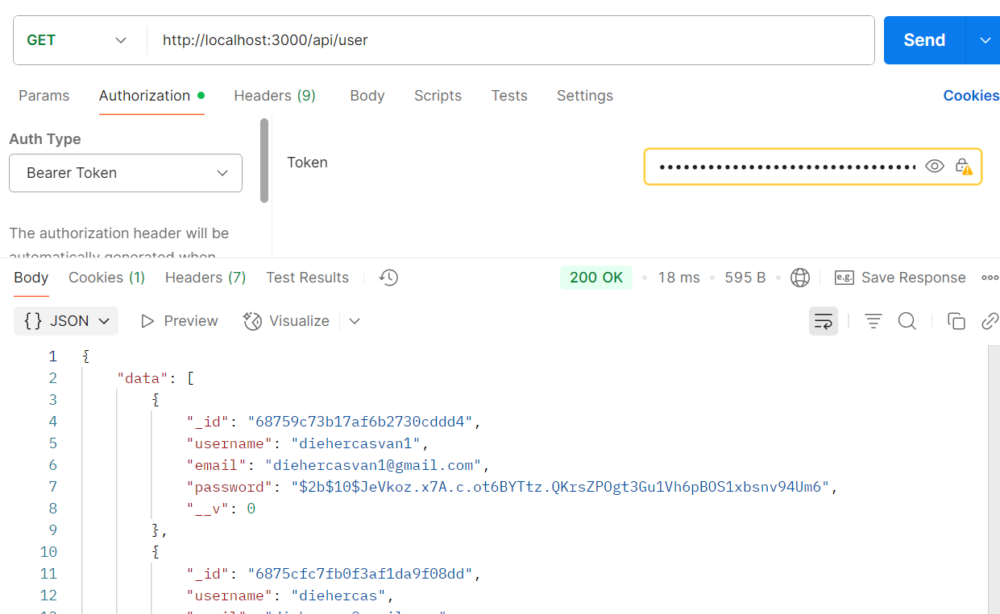 GET http://localhost:3000/api/user Send
Params Authorization Headers (9) Body Scripts Tests Settings Cookies
Auth Type
Bearer Token
Token
The authorization header will be
automatically generated when
Body Cookies (1) Headers (7) Test Results 200 OK 18 ms 595 B e.g. Save Response
{} JSON Preview Visualize
1 {
2 "data": [
3 {
4 "_id": "68759c73b17af6b2730cddd4",
5 "username": "diehercasvan1",
6 "email": "diehercasvan1@gmail.com",
7 "password": "$2b$10$JeVkoz.x7A.c.ot6BYTtz.QKrsZPOgt3Gu1Vh6pBOS1xbsnv94Um6",
8 "__v": 0
9 },
10 {
11 "_id": "6875cfc7fb0f3af1da9f08dd",
12 "username": "diehercas",